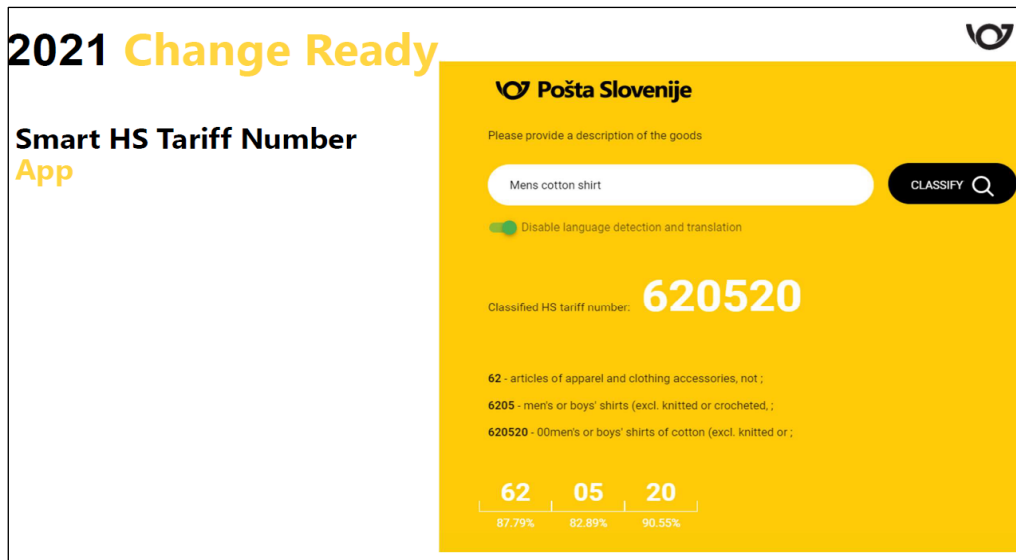 2021 Change Ready
Smart HS Tariff Number
App
Pošta Slovenije
Please provide a description of the goods
Mens cotton shirt
CLASSIFY
Disable language detection and translation
Classified HS tariff number: 620520
62 - articles of apparel and clothing accessories, not ;
6205 - men's or boys' shirts (excl. knitted or crocheted, ;
620520 - 00men's or boys' shirts of cotton (excl. knitted or ;
62 05 20
87.79% 82.89% 90.55%